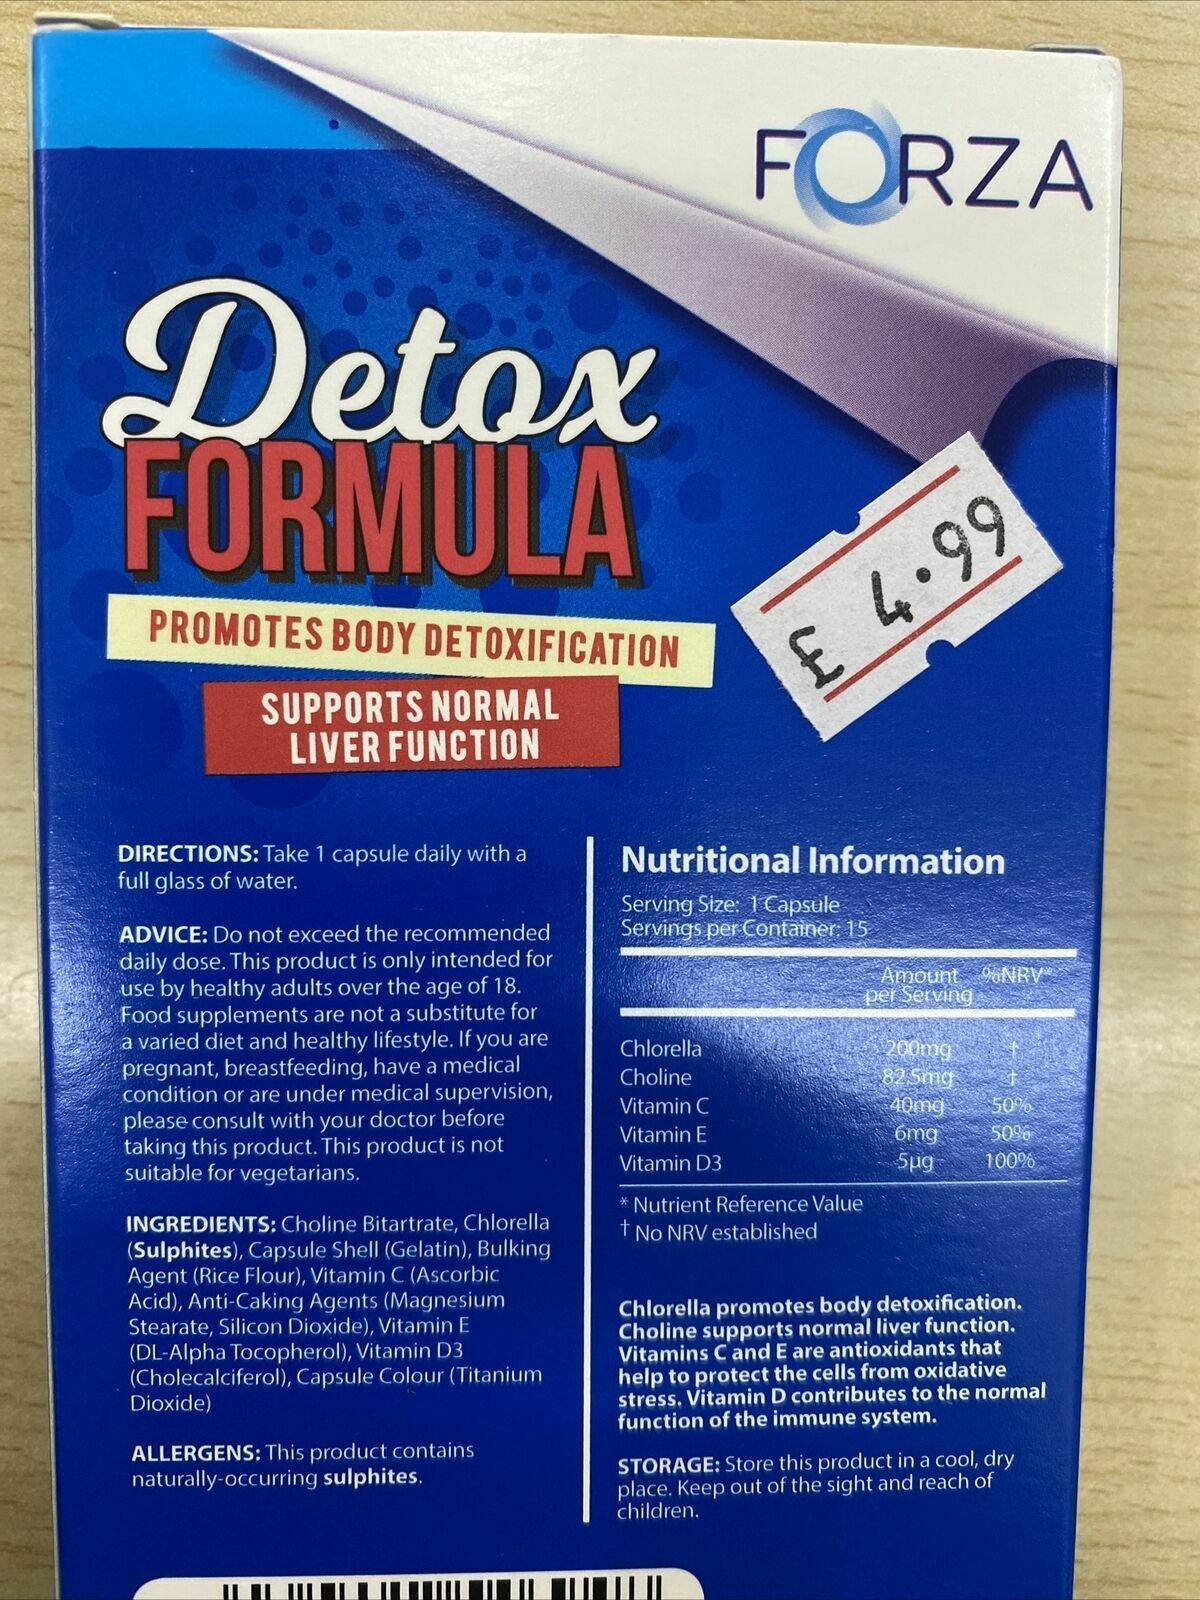 FORZA
Detox
FORMULA
PROMOTES BODY DETOXIFICATION
SUPPORTS NORMAL
LIVER FUNCTION
£ 4.99
DIRECTIONS: Take 1 capsule daily with a
full glass of water.
ADVICE: Do not exceed the recommended
daily dose. This product is only intended for
use by healthy adults over the age of 18.
Food supplements are not a substitute for
a varied diet and healthy lifestyle. If you are
pregnant, breastfeeding, have a medical
condition or are under medical supervision,
please consult with your doctor before
taking this product. This product is not
suitable for vegetarians.
INGREDIENTS: Choline Bitartrate, Chlorella
(Sulphites), Capsule Shell (Gelatin), Bulking
Agent (Rice Flour), Vitamin C (Ascorbic
Acid), Anti-Caking Agents (Magnesium
Stearate, Silicon Dioxide), Vitamin E
(DL-Alpha Tocopherol), Vitamin D3
(Cholecalciferol), Capsule Colour (Titanium
Dioxide)
ALLERGENS: This product contains
naturally-occurring sulphites.
Nutritional Information
Serving Size: 1 Capsule
Servings per Container: 15
Amount %NRV*
per Serving
Chlorella 200mg †
Choline 82.5mg †
Vitamin C 40mg 50%
Vitamin E 6mg 50%
Vitamin D3 5µg 100%
* Nutrient Reference Value
† No NRV established
Chlorella promotes body detoxification.
Choline supports normal liver function.
Vitamins C and E are antioxidants that
help to protect the cells from oxidative
stress. Vitamin D contributes to the normal
function of the immune system.
STORAGE: Store this product in a cool, dry
place. Keep out of the sight and reach of
children.